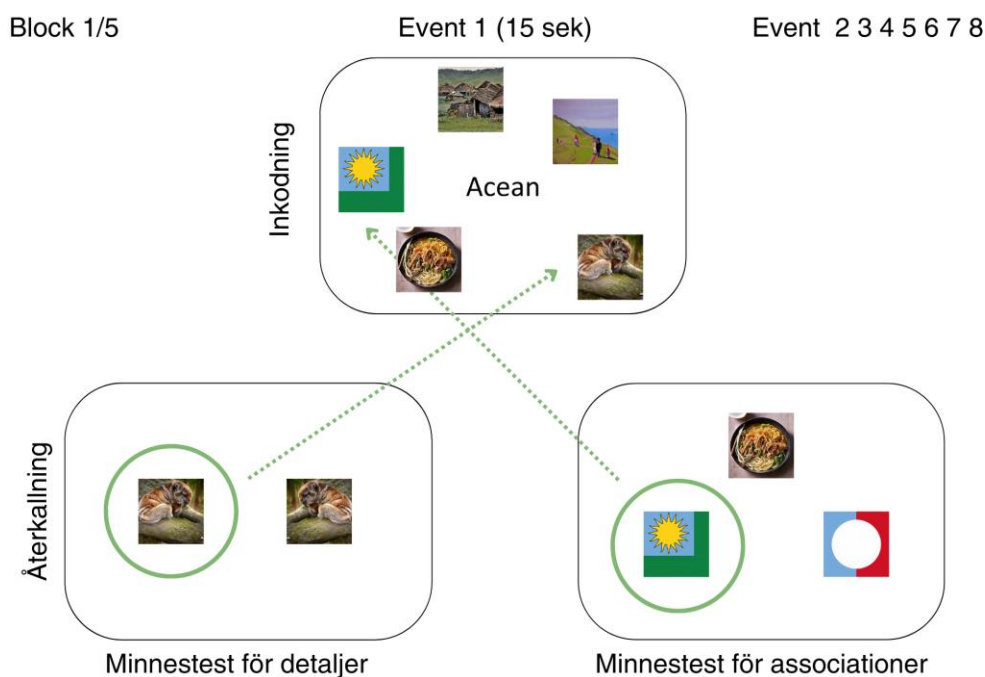 Block 1/5
Event 1 (15 sek)
Event 2 3 4 5 6 7 8
Inkodning
Acean
Återkallning
Minnestest för detaljer
Minnestest för associationer